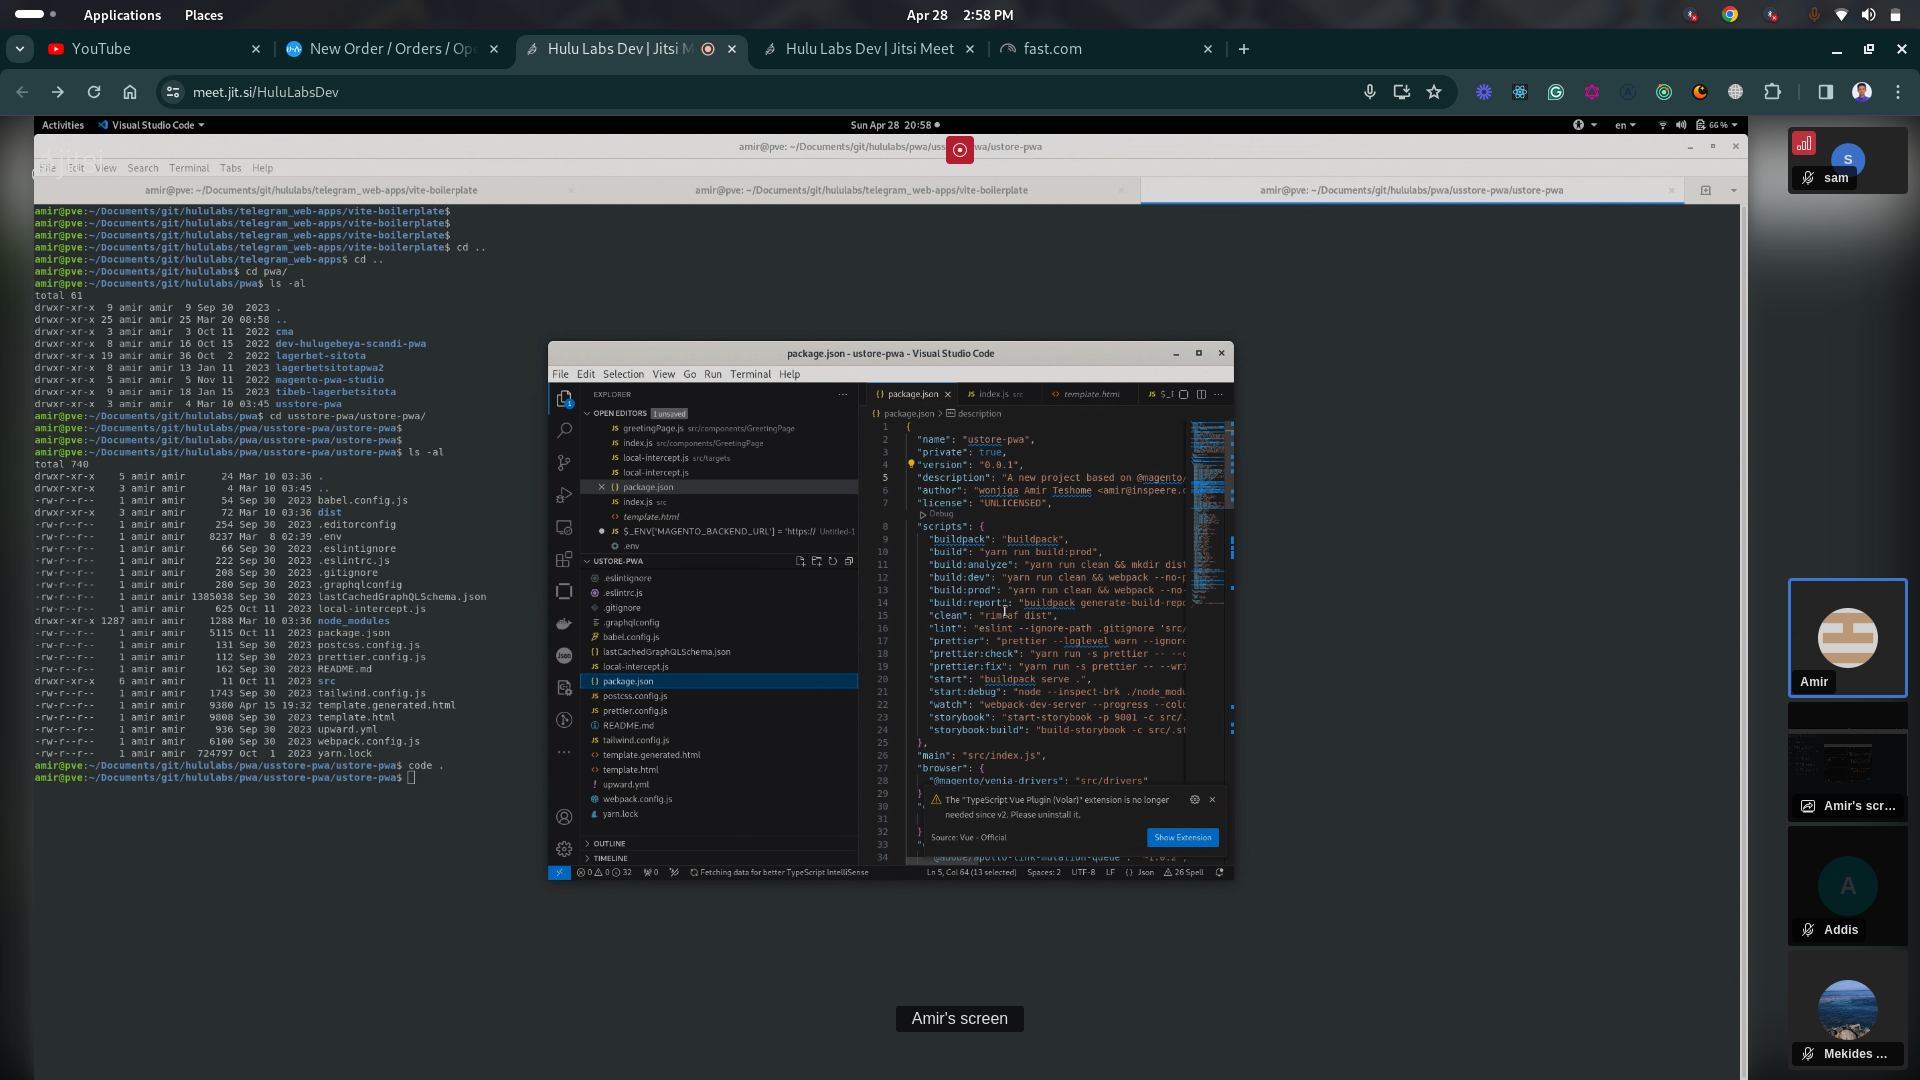 Applications Places Apr 28 2:58 PM
YouTube New Order / Orders / Op Hulu Labs Dev | Jitsi M Hulu Labs Dev | Jitsi Meet fast.com
meet.jit.si/HuluLabsDev
Activities Visual Studio Code Sun Apr 28 20:58 en 66 %
amir@pve: ~/Documents/git/hululabs/pwa/usstore-pwa/ustore-pwa
File Edit View Search Terminal Tabs Help
amir@pve: ~/Documents/git/hululabs/telegram_web-apps/vite-boilerplate
amir@pve: ~/Documents/git/hululabs/telegram_web-apps/vite-boilerplate
amir@pve: ~/Documents/git/hululabs/pwa/usstore-pwa/ustore-pwa
amir@pve:~/Documents/git/hululabs/telegram_web-apps/vite-boilerplate$
amir@pve:~/Documents/git/hululabs/telegram_web-apps/vite-boilerplate$
amir@pve:~/Documents/git/hululabs/telegram_web-apps/vite-boilerplate$
amir@pve:~/Documents/git/hululabs/telegram_web-apps/vite-boilerplate$ cd ..
amir@pve:~/Documents/git/hululabs/telegram_web-apps$ cd ..
amir@pve:~/Documents/git/hululabs$ cd pwa/
amir@pve:~/Documents/git/hululabs/pwa$ ls -al
total 61
drwxr-xr-x 9 amir amir 9 Sep 30 2023 .
drwxr-xr-x 25 amir amir 25 Mar 20 08:58 ..
drwxr-xr-x 3 amir amir 3 Oct 11 2022 cma
drwxr-xr-x 8 amir amir 16 Oct 15 2022 dev-hulugebeya-scandi-pwa
drwxr-xr-x 19 amir amir 36 Oct 2 2022 lagerbet-sitota
drwxr-xr-x 8 amir amir 13 Jan 11 2023 lagerbetsitotapwa2
drwxr-xr-x 5 amir amir 5 Nov 11 2022 magento-pwa-studio
drwxr-xr-x 9 amir amir 18 Jan 15 2023 tibeb-lagerbetsitota
drwxr-xr-x 3 amir amir 4 Mar 10 03:45 usstore-pwa
amir@pve:~/Documents/git/hululabs/pwa$ cd usstore-pwa/ustore-pwa/
amir@pve:~/Documents/git/hululabs/pwa/usstore-pwa/ustore-pwa$
amir@pve:~/Documents/git/hululabs/pwa/usstore-pwa/ustore-pwa$
amir@pve:~/Documents/git/hululabs/pwa/usstore-pwa/ustore-pwa$ ls -al
total 740
drwxr-xr-x 5 amir amir 24 Mar 10 03:36 .
drwxr-xr-x 3 amir amir 4 Mar 10 03:45 ..
-rw-r--r-- 1 amir amir 54 Sep 30 2023 babel.config.js
drwxr-xr-x 3 amir amir 72 Mar 10 03:36 dist
-rw-r--r-- 1 amir amir 254 Sep 30 2023 .editorconfig
-rw-r--r-- 1 amir amir 8237 Mar 8 02:39 .env
-rw-r--r-- 1 amir amir 66 Sep 30 2023 .eslintignore
-rw-r--r-- 1 amir amir 222 Sep 30 2023 .eslintrc.js
-rw-r--r-- 1 amir amir 208 Sep 30 2023 .gitignore
-rw-r--r-- 1 amir amir 280 Sep 30 2023 .graphqlconfig
-rw-r--r-- 1 amir amir 1385038 Sep 30 2023 lastCachedGraphQLSchema.json
-rw-r--r-- 1 amir amir 625 Oct 11 2023 local-intercept.js
drwxr-xr-x 1287 amir amir 1288 Mar 10 03:36 node_modules
-rw-r--r-- 1 amir amir 5115 Oct 11 2023 package.json
-rw-r--r-- 1 amir amir 131 Sep 30 2023 postcss.config.js
-rw-r--r-- 1 amir amir 112 Sep 30 2023 prettier.config.js
-rw-r--r-- 1 amir amir 162 Sep 30 2023 README.md
drwxr-xr-x 6 amir amir 11 Oct 11 2023 src
-rw-r--r-- 1 amir amir 1743 Sep 30 2023 tailwind.config.js
-rw-r--r-- 1 amir amir 9380 Apr 15 19:32 template.generated.html
-rw-r--r-- 1 amir amir 9808 Sep 30 2023 template.html
-rw-r--r-- 1 amir amir 936 Sep 30 2023 upward.yml
-rw-r--r-- 1 amir amir 6100 Sep 30 2023 webpack.config.js
-rw-r--r-- 1 amir amir 724797 Oct 1 2023 yarn.lock
amir@pve:~/Documents/git/hululabs/pwa/usstore-pwa/ustore-pwa$ code .
amir@pve:~/Documents/git/hululabs/pwa/usstore-pwa/ustore-pwa$
package.json - ustore-pwa - Visual Studio Code
File Edit Selection View Go Run Terminal Help
EXPLORER
OPEN EDITORS 1 unsaved
greetingPage.js src/components/GreetingPage
index.js src/components/GreetingPage
local-intercept.js src/targets
local-intercept.js
package.json
index.js src
template.html
$_ENV['MAGENTO_BACKEND_URL'] = 'https:// Untitled-1
.env
USTORE-PWA
.eslintignore
.eslintrc.js
.gitignore
.graphqlconfig
babel.config.js
lastCachedGraphQLSchema.json
local-intercept.js
package.json
postcss.config.js
prettier.config.js
README.md
tailwind.config.js
template.generated.html
template.html
upward.yml
webpack.config.js
yarn.lock
OUTLINE
TIMELINE
package.json index.js src template.html $_E
package.json > description
1 {
2 "name": "ustore-pwa",
3 "private": true,
4 "version": "0.0.1",
5 "description": "A new project based on @magento/
6 "author": "wonjiga Amir Teshome <amir@inspeere.c
7 "license": "UNLICENSED",
Debug
8 "scripts": {
9 "buildpack": "buildpack",
10 "build": "yarn run build:prod",
11 "build:analyze": "yarn run clean && mkdir dist
12 "build:dev": "yarn run clean && webpack --no-p
13 "build:prod": "yarn run clean && webpack --no-
14 "build:report": "buildpack generate-build-repo
15 "clean": "rimraf dist",
16 "lint": "eslint --ignore-path .gitignore 'src/
17 "prettier": "prettier --loglevel warn --ignore
18 "prettier:check": "yarn run -s prettier -- --c
19 "prettier:fix": "yarn run -s prettier -- --wri
20 "start": "buildpack serve .",
21 "start:debug": "node --inspect-brk ./node_modu
22 "watch": "webpack-dev-server --progress --colo
23 "storybook": "start-storybook -p 9001 -c src/.
24 "storybook:build": "build-storybook -c src/.st
25 },
26 "main": "src/index.js",
27 "browser": {
28 "@magento/venia-drivers": "src/drivers"
29 }
30 "
31
32 }
33 "
34
The "TypeScript Vue Plugin (Volar)" extension is no longer
needed since v2. Please uninstall it.
Source: Vue - Official Show Extension
0 0 32 0 Fetching data for better TypeScript IntelliSense Ln 5, Col 64 (13 selected) Spaces: 2 UTF-8 LF {} Json 26 Spell
Amir's screen
S
sam
Amir
Amir's scr...
A
Addis
Mekides ...